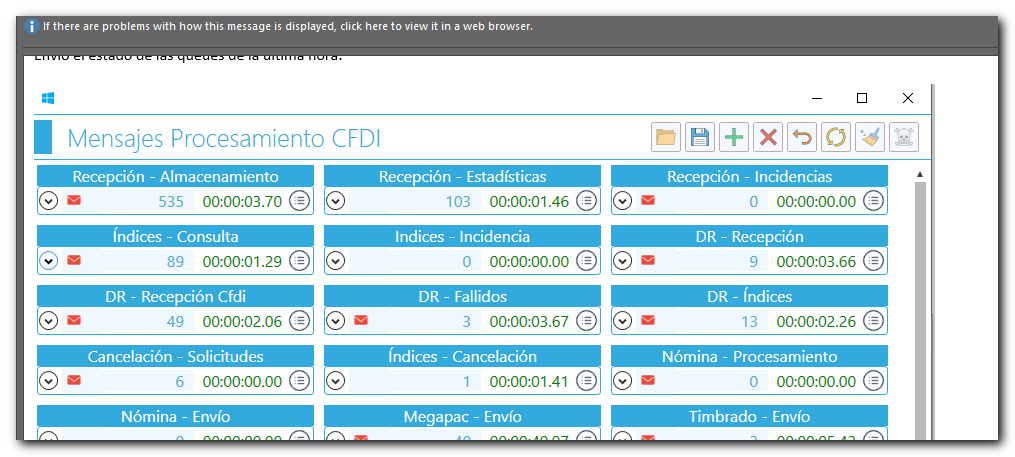 If there are problems with how this message is displayed, click here to view it in a web browser.
Envío el estado de las queues de la última hora.
Mensajes Procesamiento CFDI
Recepción - Almacenamiento
535 00:00:03.70
Recepción - Estadísticas
103 00:00:01.46
Recepción - Incidencias
0 00:00:00.00
Índices - Consulta
89 00:00:01.29
Indices - Incidencia
0 00:00:00.00
DR - Recepción
9 00:00:03.66
DR - Recepción Cfdi
49 00:00:02.06
DR - Fallidos
3 00:00:03.67
DR - Índices
13 00:00:02.26
Cancelación - Solicitudes
6 00:00:00.00
Índices - Cancelación
1 00:00:01.41
Nómina - Procesamiento
0 00:00:00.00
Nómina - Envío
0 00:00:00.00
Megapac - Envío
Timbrado - Envío